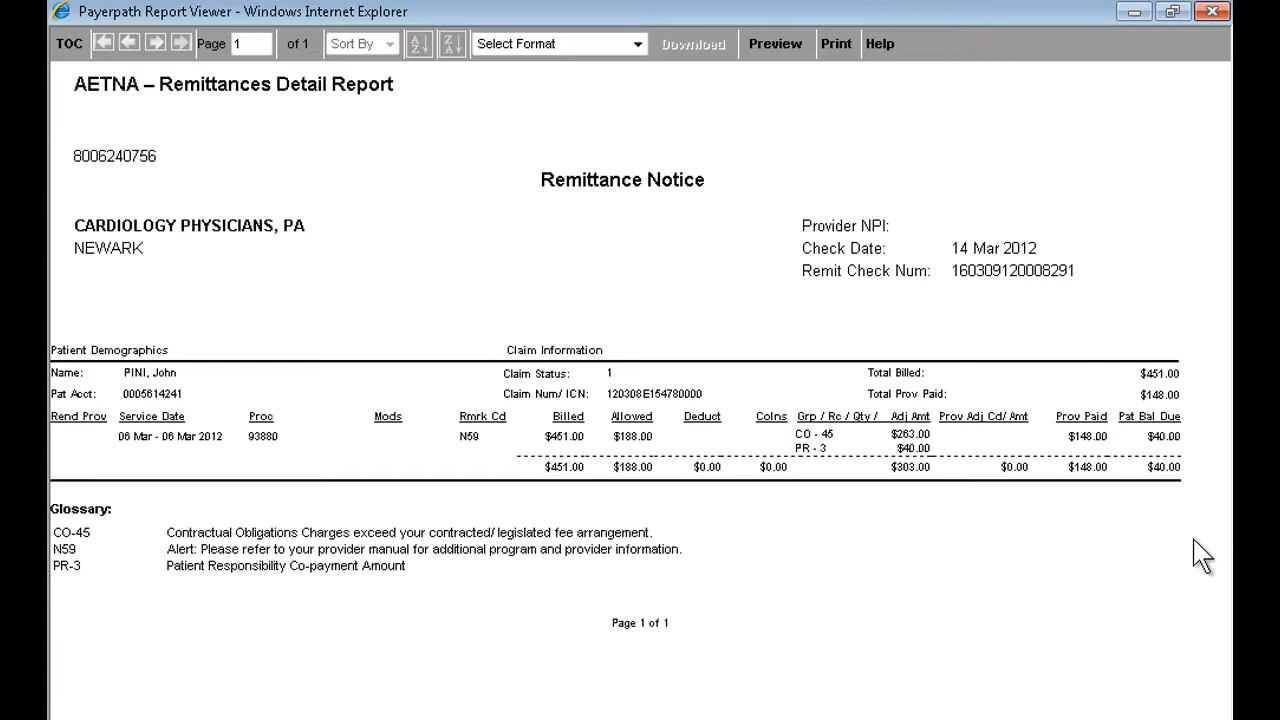 Payerpath Report Viewer - Windows Internet Explorer
TOC Page 1 of 1 Sort By A Z Z A Select Format Download Preview Print Help
AETNA – Remittances Detail Report
8006240756
Remittance Notice
CARDIOLOGY PHYSICIANS, PA
NEWARK
Provider NPI:
Check Date: 14 Mar 2012
Remit Check Num: 160309120008291
Patient Demographics Claim Information
Name: PINI, John Claim Status: 1 Total Billed: $451.00
Pat Acct: 0005614241 Claim Num/ ICN: 120308E154780000 Total Prov Paid: $148.00
Rend Prov Service Date Proc Mods Rmrk Cd Billed Allowed Deduct CoIns Grp / Rc / Qty / Adj Amt Prov Adj Cd/ Amt Prov Paid Pat Bal Due
06 Mar - 06 Mar 2012 93880 N59 $451.00 $188.00 CO - 45 $263.00 $148.00 $40.00
PR - 3 $40.00
$451.00 $188.00 $0.00 $0.00 $303.00 $0.00 $148.00 $40.00
Glossary:
CO-45 Contractual Obligations Charges exceed your contracted/ legislated fee arrangement.
N59 Alert: Please refer to your provider manual for additional program and provider information.
PR-3 Patient Responsibility Co-payment Amount
Page 1 of 1